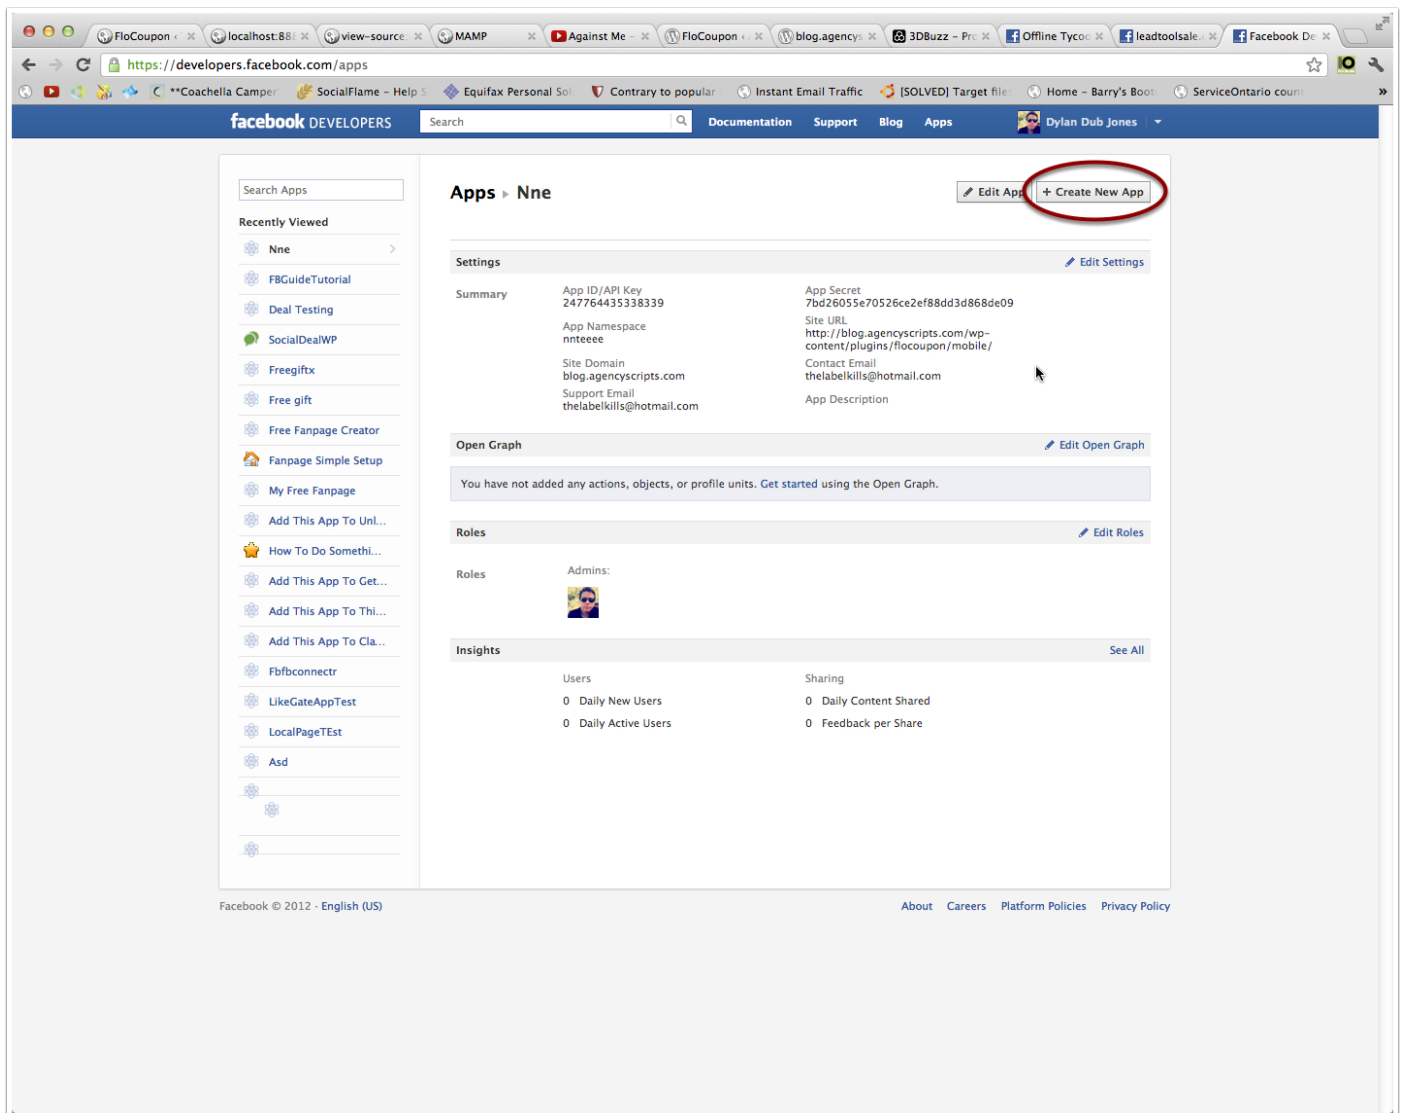 FloCoupon ‹
localhost:888
view-source:
MAMP
Against Me –
FloCoupon ‹
blog.agencys
3DBuzz – Pro
Offline Tycoo
leadtoolsale.c
Facebook De
https://developers.facebook.com/apps
**Coachella Camper
SocialFlame – Help S
Equifax Personal Sol
Contrary to popular
Instant Email Traffic
[SOLVED] Target file
Home – Barry's Boot
ServiceOntario count
»
facebook DEVELOPERS
Search
Documentation
Support
Blog
Apps
Dylan Dub Jones
Search Apps
Recently Viewed
Nne
FBGuideTutorial
Deal Testing
SocialDealWP
Freegiftx
Free gift
Free Fanpage Creator
Fanpage Simple Setup
My Free Fanpage
Add This App To Unl...
How To Do Somethi...
Add This App To Get...
Add This App To Thi...
Add This App To Cla...
Fbfbconnectr
LikeGateAppTest
LocalPageTEst
Asd
Apps ▸ Nne
Edit App
+ Create New App
Settings
Edit Settings
Summary
App ID/API Key
247764435338339
App Namespace
nnteeee
Site Domain
blog.agencyscripts.com
Support Email
thelabelkills@hotmail.com
App Secret
7bd26055e70526ce2ef88dd3d868de09
Site URL
http://blog.agencyscripts.com/wp-
content/plugins/flocoupon/mobile/
Contact Email
thelabelkills@hotmail.com
App Description
Open Graph
Edit Open Graph
You have not added any actions, objects, or profile units. Get started using the Open Graph.
Roles
Edit Roles
Roles
Admins:
Insights
See All
Users
0 Daily New Users
0 Daily Active Users
Sharing
0 Daily Content Shared
0 Feedback per Share
Facebook © 2012 · English (US)
About
Careers
Platform Policies
Privacy Policy